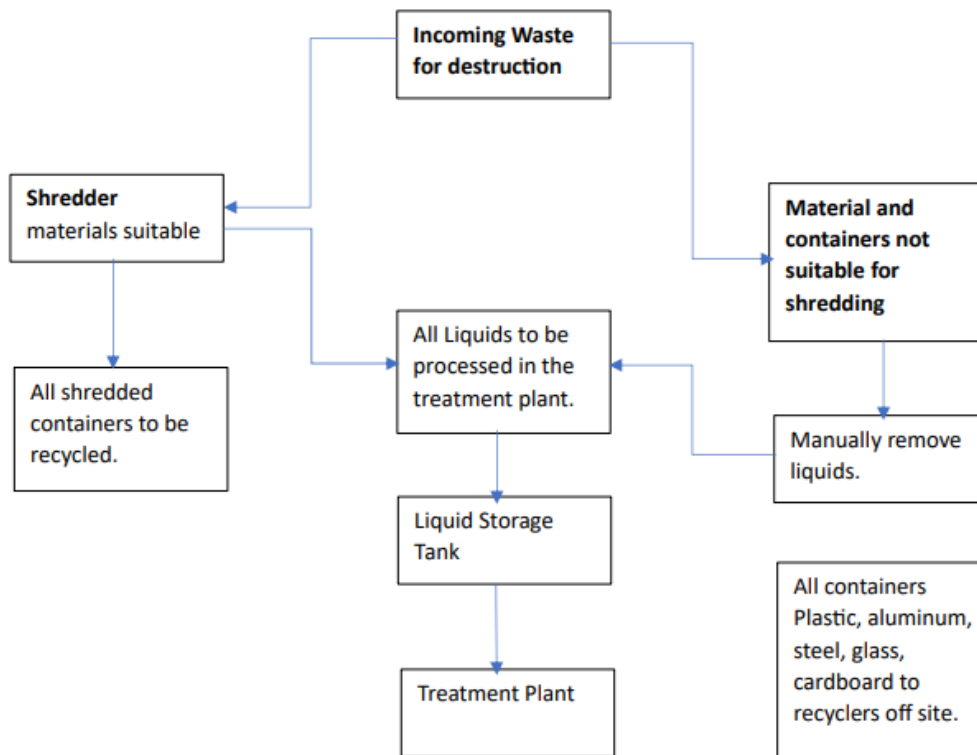 Incoming Waste
for destruction
Shredder
materials suitable
Material and
containers not
suitable for
shredding
All Liquids to be
processed in the
treatment plant.
All shredded
containers to be
recycled.
Manually remove
liquids.
Liquid Storage
Tank
All containers
Plastic, aluminum,
steel, glass,
cardboard to
recyclers off site.
Treatment Plant